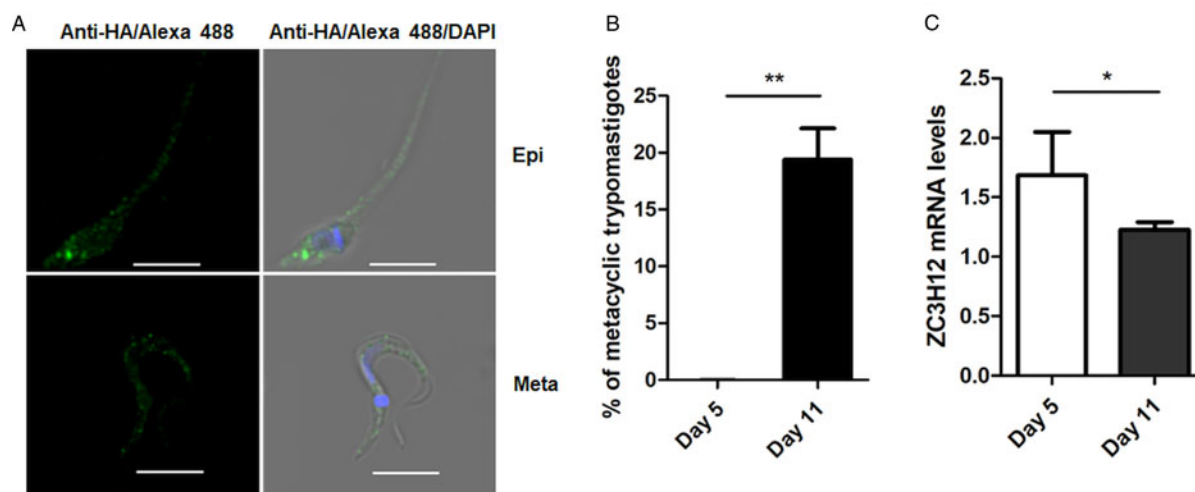 A
Anti-HA/Alexa 488
Anti-HA/Alexa 488/DAPI
Epi
Meta
B
% of metacyclic trypomastigotes
25
20
15
10
5
0
**
Day 5
Day 11
C
ZC3H12 mRNA levels
2.5
2.0
1.5
1.0
0.5
0.0
*
Day 5
Day 11